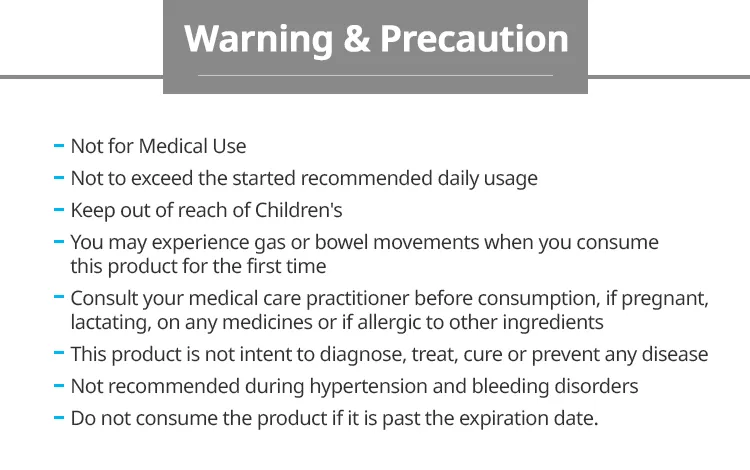 Warning & Precaution
- Not for Medical Use
- Not to exceed the started recommended daily usage
- Keep out of reach of Children's
- You may experience gas or bowel movements when you consume
this product for the first time
- Consult your medical care practitioner before consumption, if pregnant,
lactating, on any medicines or if allergic to other ingredients
- This product is not intent to diagnose, treat, cure or prevent any disease
- Not recommended during hypertension and bleeding disorders
- Do not consume the product if it is past the expiration date.